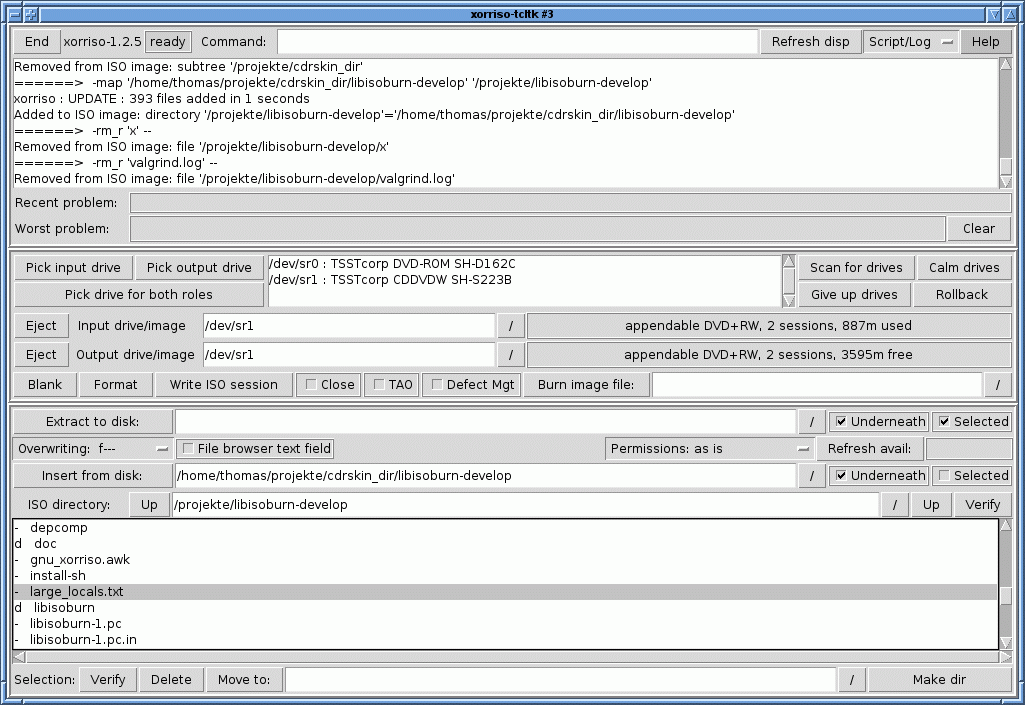 xorriso-tcltk #3
End xorriso-1.2.5 ready Command: Refresh disp Script/Log Help
Removed from ISO image: subtree '/projekte/cdrskin_dir'
======> -map '/home/thomas/projekte/cdrskin_dir/libisoburn-develop' '/projekte/libisoburn-develop'
xorriso : UPDATE : 393 files added in 1 seconds
Added to ISO image: directory '/projekte/libisoburn-develop'='/home/thomas/projekte/cdrskin_dir/libisoburn-develop'
======> -rm_r 'x' --
Removed from ISO image: file '/projekte/libisoburn-develop/x'
======> -rm_r 'valgrind.log' --
Removed from ISO image: file '/projekte/libisoburn-develop/valgrind.log'
Recent problem:
Worst problem: Clear
Pick input drive Pick output drive /dev/sr0 : TSSTcorp DVD-ROM SH-D162C Scan for drives Calm drives
/dev/sr1 : TSSTcorp CDDVDW SH-S223B
Pick drive for both roles Give up drives Rollback
Eject Input drive/image /dev/sr1 / appendable DVD+RW, 2 sessions, 887m used
Eject Output drive/image /dev/sr1 / appendable DVD+RW, 2 sessions, 3595m free
Blank Format Write ISO session Close TAO Defect Mgt Burn image file: /
Extract to disk: / Underneath Selected
Overwriting: f--- File browser text field Permissions: as is Refresh avail:
Insert from disk: /home/thomas/projekte/cdrskin_dir/libisoburn-develop / Underneath Selected
ISO directory: Up /projekte/libisoburn-develop / Up Verify
- depcomp
d doc
- gnu_xorriso.awk
- install-sh
- large_locals.txt
d libisoburn
- libisoburn-1.pc
- libisoburn-1.pc.in
Selection: Verify Delete Move to: / Make dir